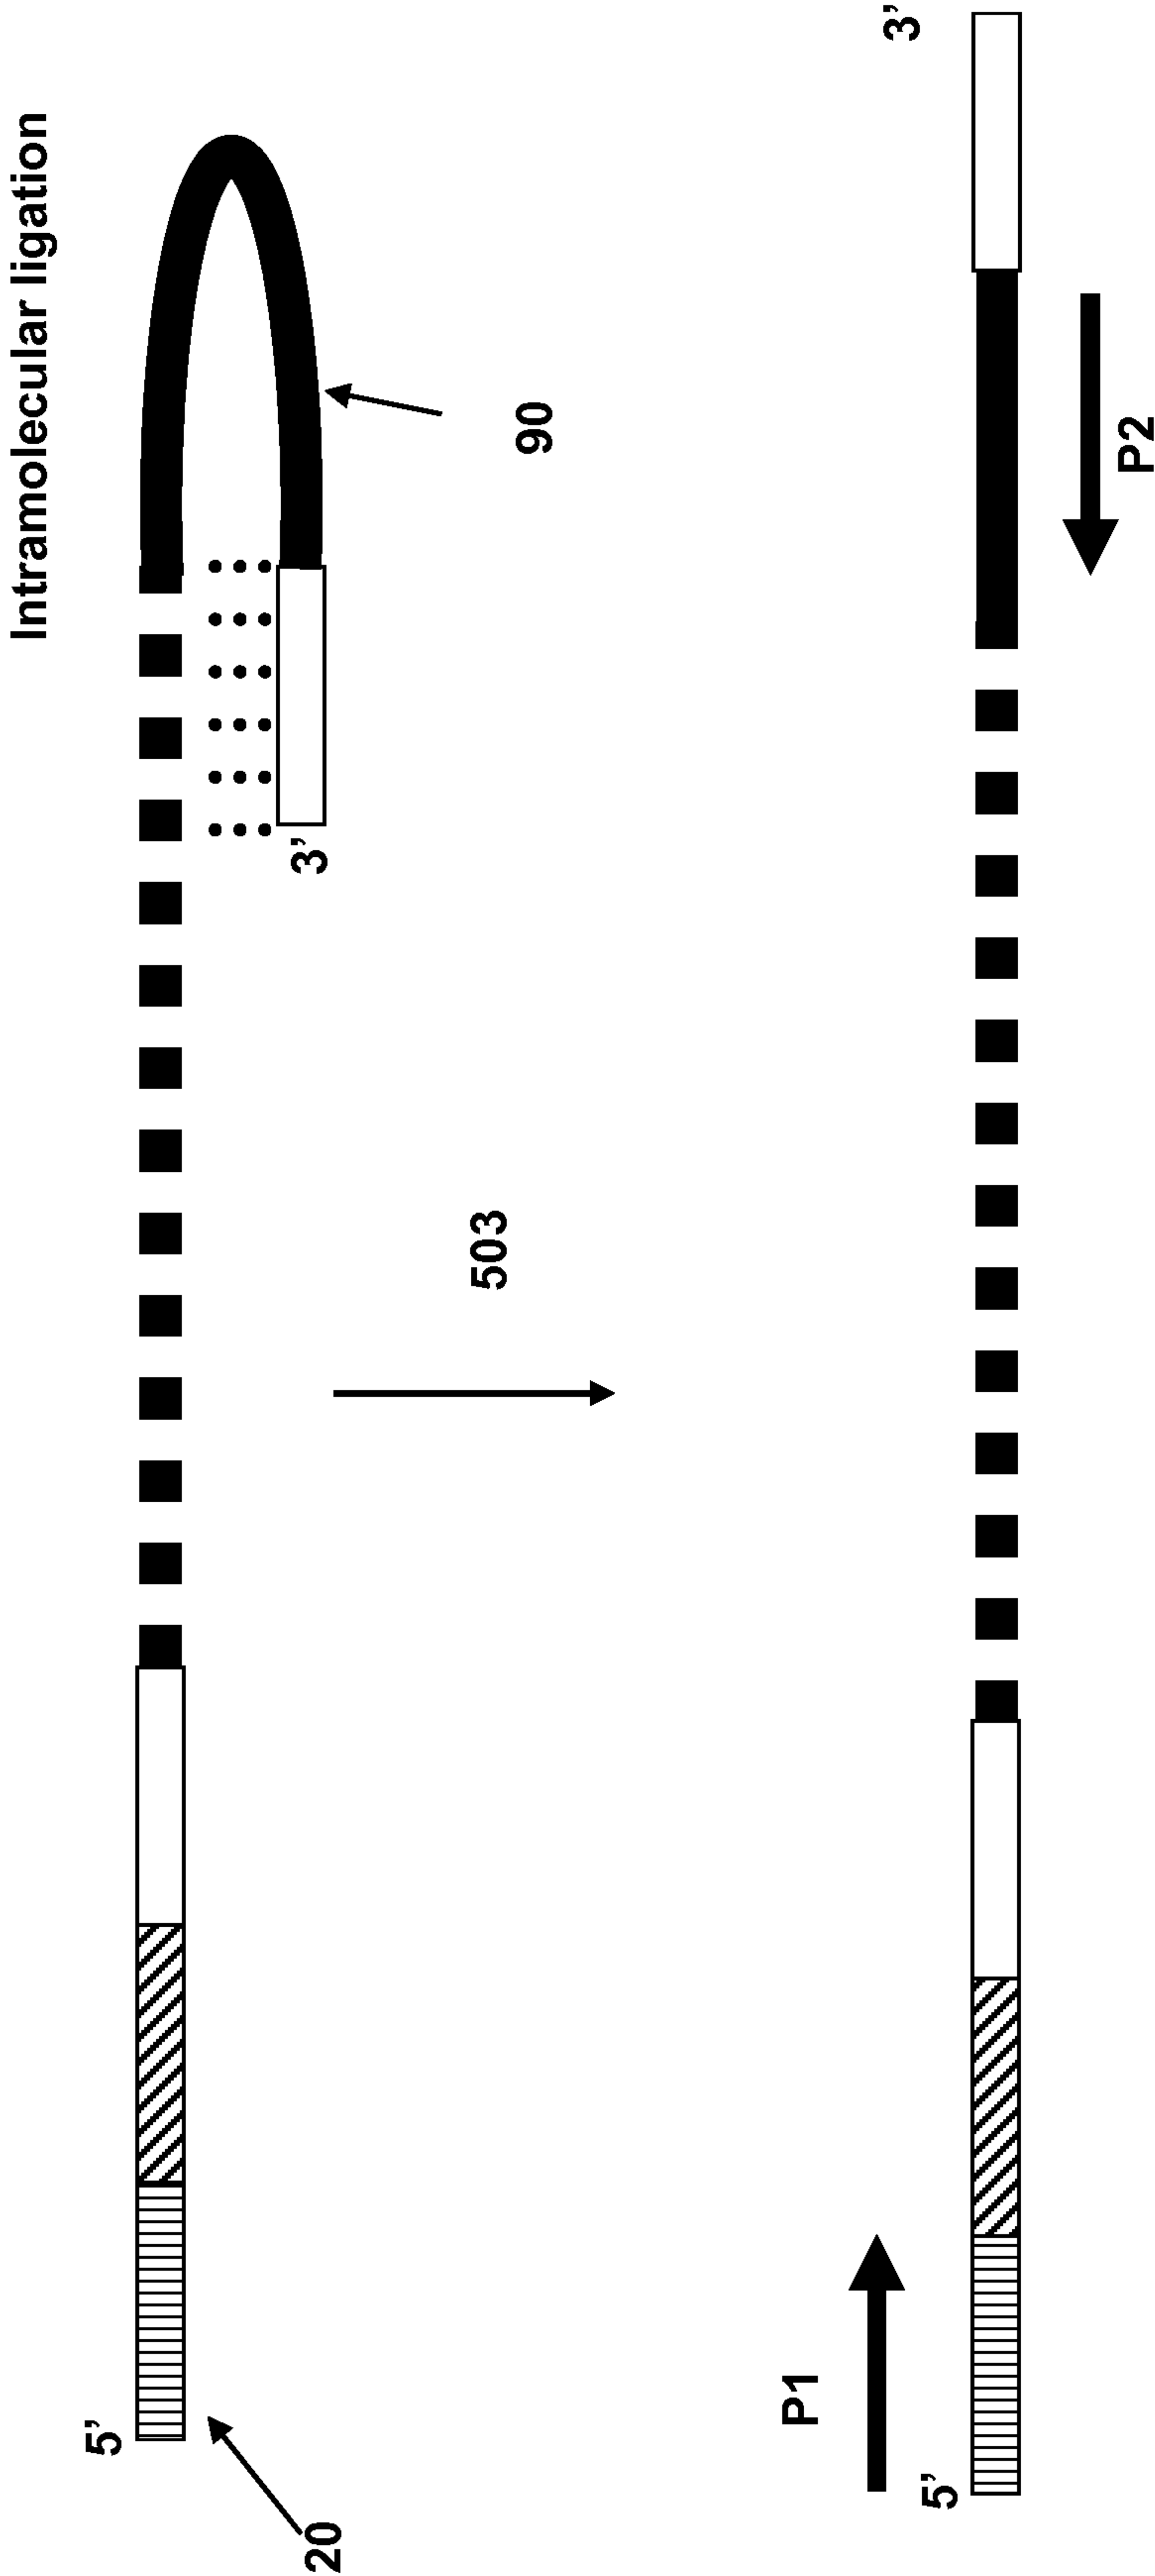 Intramolecular ligation
5’
3’
20
90
503
P1
5’
3’
P2